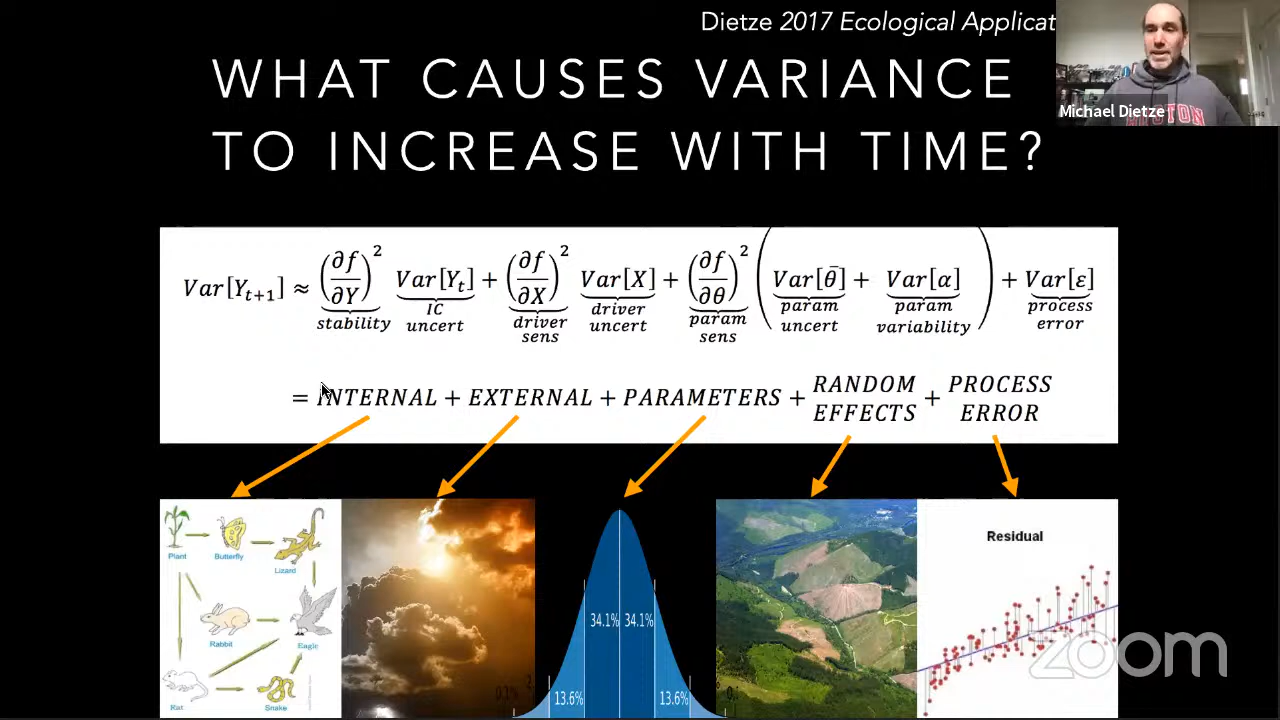 Dietze 2017 Ecological Applicat
WHAT CAUSES VARIANCE
TO INCREASE WITH TIME?
Michael Dietze
Var[Y_{t+1}] ≈ (∂f/∂Y)² Var[Y_t] + (∂f/∂X)² Var[X] + (∂f/∂θ)² (Var[θ̄] + Var[α]) + Var[ε]
stability IC uncert driver sens driver uncert param sens param uncert param variability process error
= INTERNAL + EXTERNAL + PARAMETERS + RANDOM EFFECTS + PROCESS ERROR
Plant
Butterfly
Lizard
Rabbit
Eagle
Rat
Snake
34.1% 34.1%
13.6% 13.6%
Residual
zoom